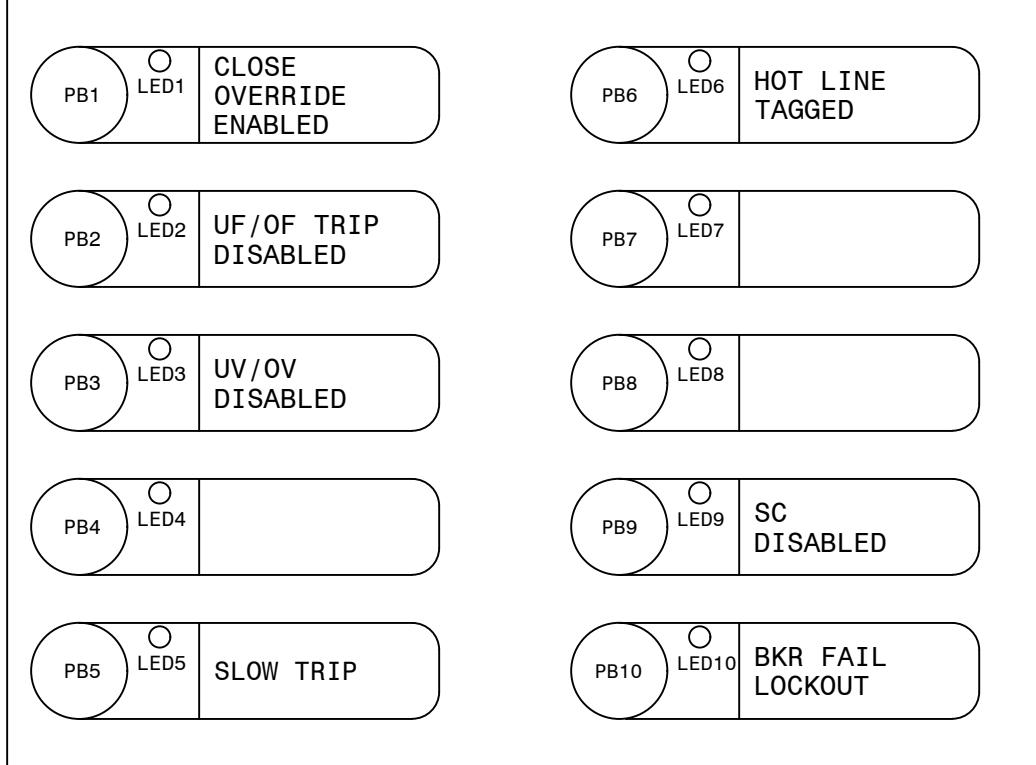 PB1
LED1
CLOSE
OVERRIDE
ENABLED
PB2
LED2
UF/OF TRIP
DISABLED
PB3
LED3
UV/OV
DISABLED
PB4
LED4
PB5
LED5
SLOW TRIP
PB6
LED6
HOT LINE
TAGGED
PB7
LED7
PB8
LED8
PB9
LED9
SC
DISABLED
PB10
LED10
BKR FAIL
LOCKOUT